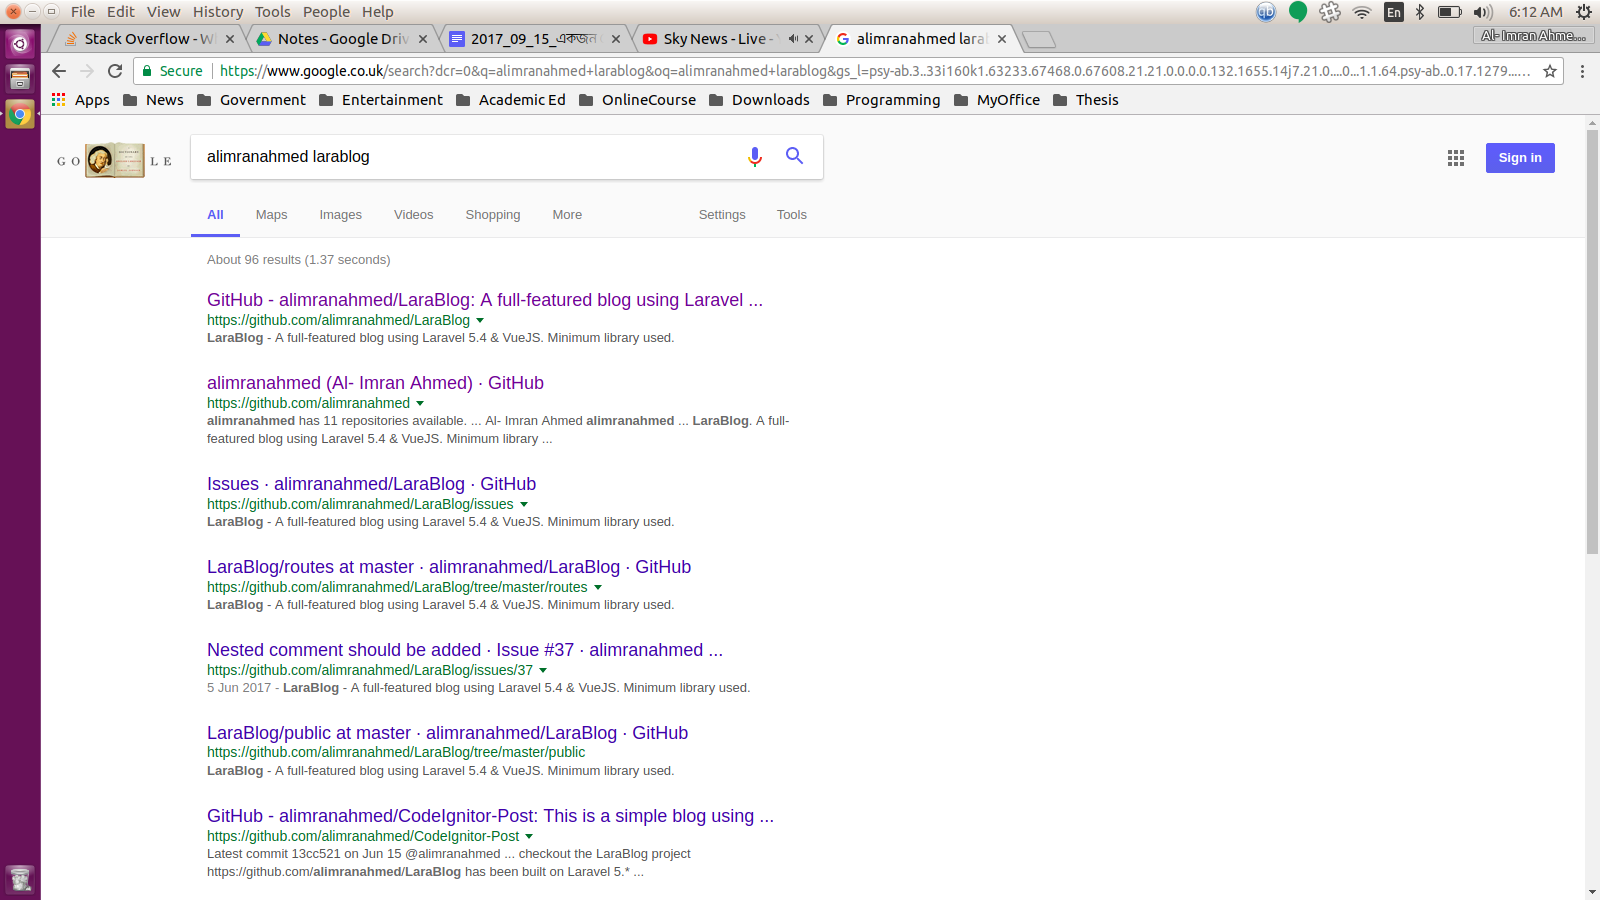 File Edit View History Tools People Help
En 6:12 AM
Stack Overflow - W
Notes - Google Driv
2017_09_15_একজন
Sky News - Live -
alimranahmed laral
Al- Imran Ahme...
Secure https://www.google.co.uk/search?dcr=0&q=alimranahmed+larablog&oq=alimranahmed+larablog&gs_l=psy-ab.3..33i160k1.63233.67468.0.67608.21.21.0.0.0.0.132.1655.14j7.21.0....0...1.1.64.psy-ab..0.17.1279......
Apps News Government Entertainment Academic Ed OnlineCourse Downloads Programming MyOffice Thesis
GO LE
alimranahmed larablog
Sign in
All Maps Images Videos Shopping More Settings Tools
About 96 results (1.37 seconds)
GitHub - alimranahmed/LaraBlog: A full-featured blog using Laravel ...
https://github.com/alimranahmed/LaraBlog
LaraBlog - A full-featured blog using Laravel 5.4 & VueJS. Minimum library used.
alimranahmed (Al- Imran Ahmed) · GitHub
https://github.com/alimranahmed
alimranahmed has 11 repositories available. ... Al- Imran Ahmed alimranahmed ... LaraBlog. A full-
featured blog using Laravel 5.4 & VueJS. Minimum library ...
Issues · alimranahmed/LaraBlog · GitHub
https://github.com/alimranahmed/LaraBlog/issues
LaraBlog - A full-featured blog using Laravel 5.4 & VueJS. Minimum library used.
LaraBlog/routes at master · alimranahmed/LaraBlog · GitHub
https://github.com/alimranahmed/LaraBlog/tree/master/routes
LaraBlog - A full-featured blog using Laravel 5.4 & VueJS. Minimum library used.
Nested comment should be added · Issue #37 · alimranahmed ...
https://github.com/alimranahmed/LaraBlog/issues/37
5 Jun 2017 - LaraBlog - A full-featured blog using Laravel 5.4 & VueJS. Minimum library used.
LaraBlog/public at master · alimranahmed/LaraBlog · GitHub
https://github.com/alimranahmed/LaraBlog/tree/master/public
LaraBlog - A full-featured blog using Laravel 5.4 & VueJS. Minimum library used.
GitHub - alimranahmed/CodeIgnitor-Post: This is a simple blog using ...
https://github.com/alimranahmed/CodeIgnitor-Post
Latest commit 13cc521 on Jun 15 @alimranahmed ... checkout the LaraBlog project
https://github.com/alimranahmed/LaraBlog has been built on Laravel 5.* ...